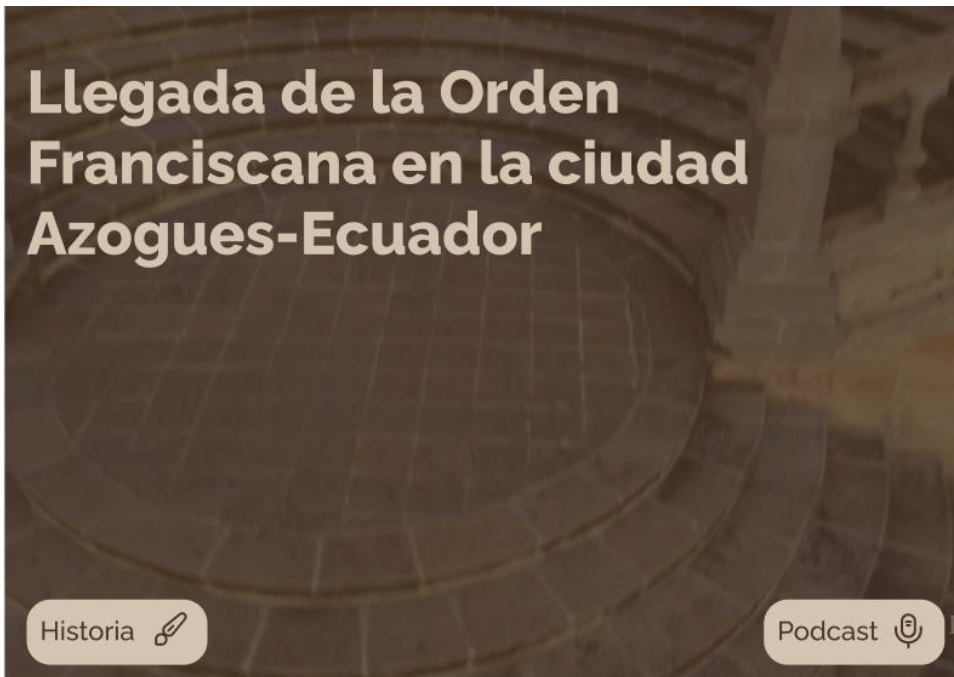 Llegada de la Orden
Franciscana en la ciudad
Azogues-Ecuador
Historia
Podcast